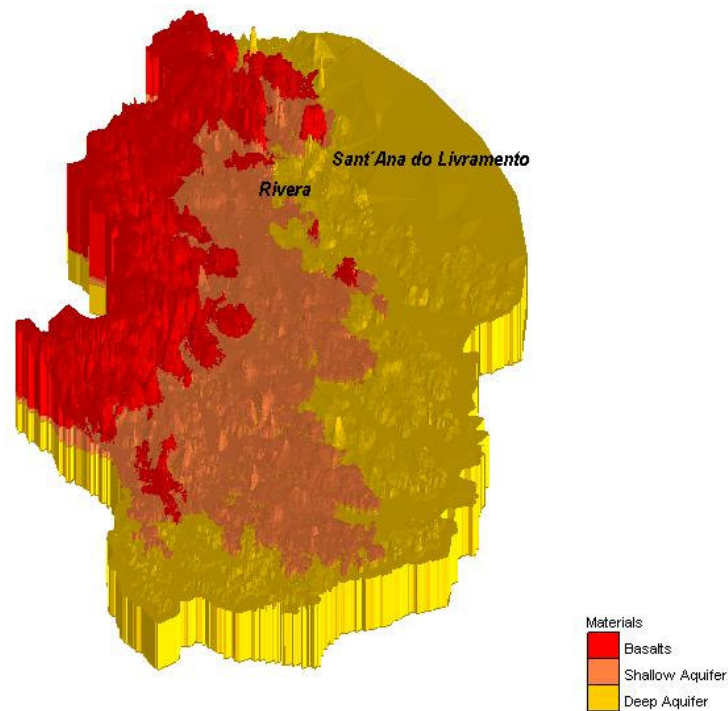 Sant´Ana do Livramento
Rivera
Materials
Basalts
Shallow Aquifer
Deep Aquifer